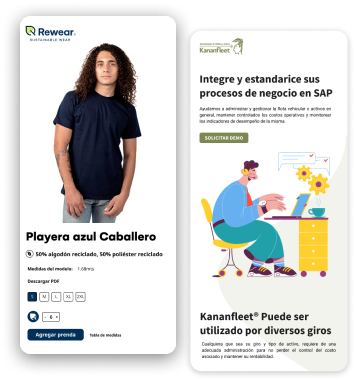 Rewear®
SUSTAINABLE WEAR
Playera azul Caballero
50% algodón reciclado, 50% poliéster reciclado
Medidas del modelo: 1.68mts
Descargar PDF
S M L XL 2XL
- 0 +
Agregar prenda
Tabla de medidas
Kananfleet
Integre y estandarice sus
procesos de negocio en SAP
Ayudamos a administrar y gestionar la flota vehicular o activos en
general, mantener controlados los costos operativos y monitorear
los indicadores de desempeño de la misma.
SOLICITAR DEMO
Kananfleet® Puede ser
utilizado por diversos giros
Cualquiera que sea su giro y tipo de activo, requiere de una
adecuada administración para no perder el control del costo
asociado y mantener su rentabilidad.